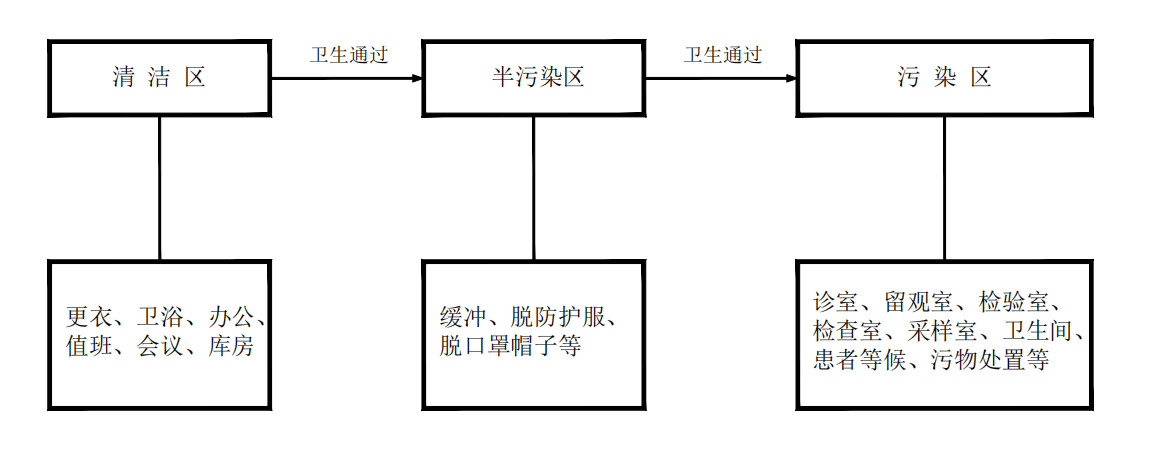 清洁区
卫生通过
半污染区
卫生通过
污染区
更衣、卫浴、办公、
值班、会议、库房
缓冲、脱防护服、
脱口罩帽子等
诊室、留观室、检验室、
检查室、采样室、卫生间、
患者等候、污物处置等